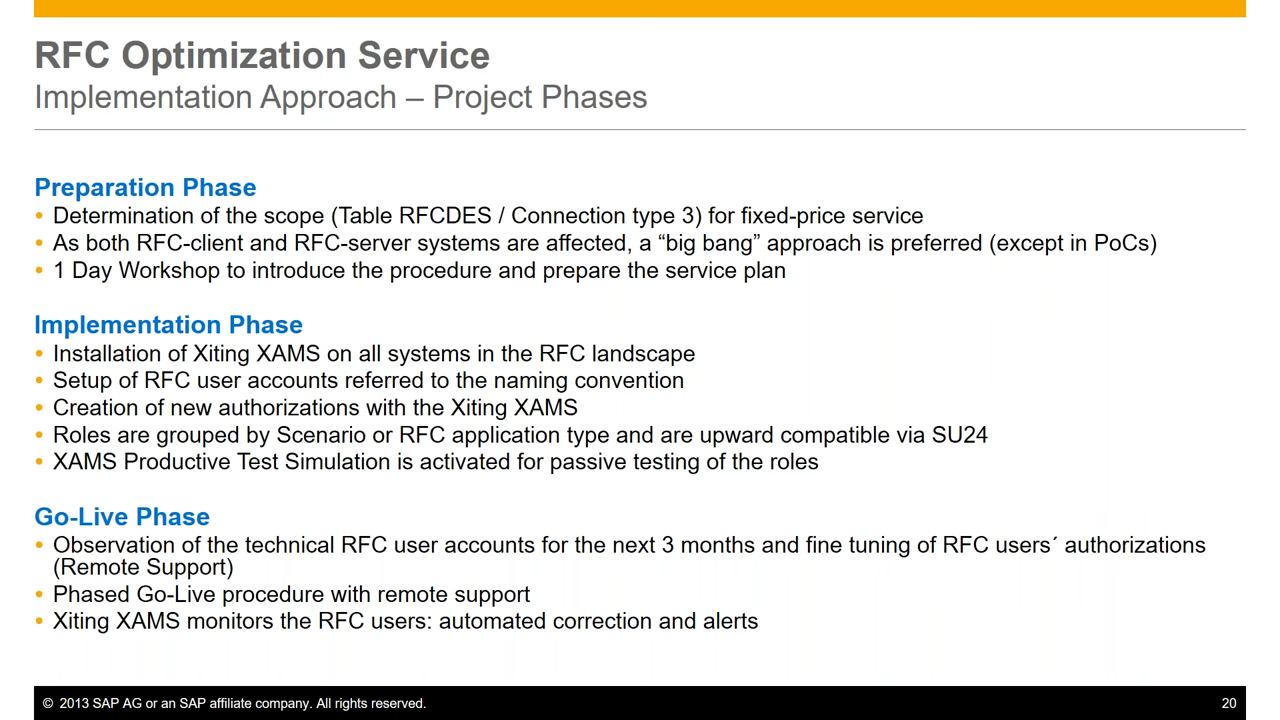 RFC Optimization Service
Implementation Approach – Project Phases
Preparation Phase
• Determination of the scope (Table RFCDES / Connection type 3) for fixed-price service
• As both RFC-client and RFC-server systems are affected, a “big bang” approach is preferred (except in PoCs)
• 1 Day Workshop to introduce the procedure and prepare the service plan
Implementation Phase
• Installation of Xiting XAMS on all systems in the RFC landscape
• Setup of RFC user accounts referred to the naming convention
• Creation of new authorizations with the Xiting XAMS
• Roles are grouped by Scenario or RFC application type and are upward compatible via SU24
• XAMS Productive Test Simulation is activated for passive testing of the roles
Go-Live Phase
• Observation of the technical RFC user accounts for the next 3 months and fine tuning of RFC users´ authorizations
(Remote Support)
• Phased Go-Live procedure with remote support
• Xiting XAMS monitors the RFC users: automated correction and alerts
© 2013 SAP AG or an SAP affiliate company. All rights reserved. 20